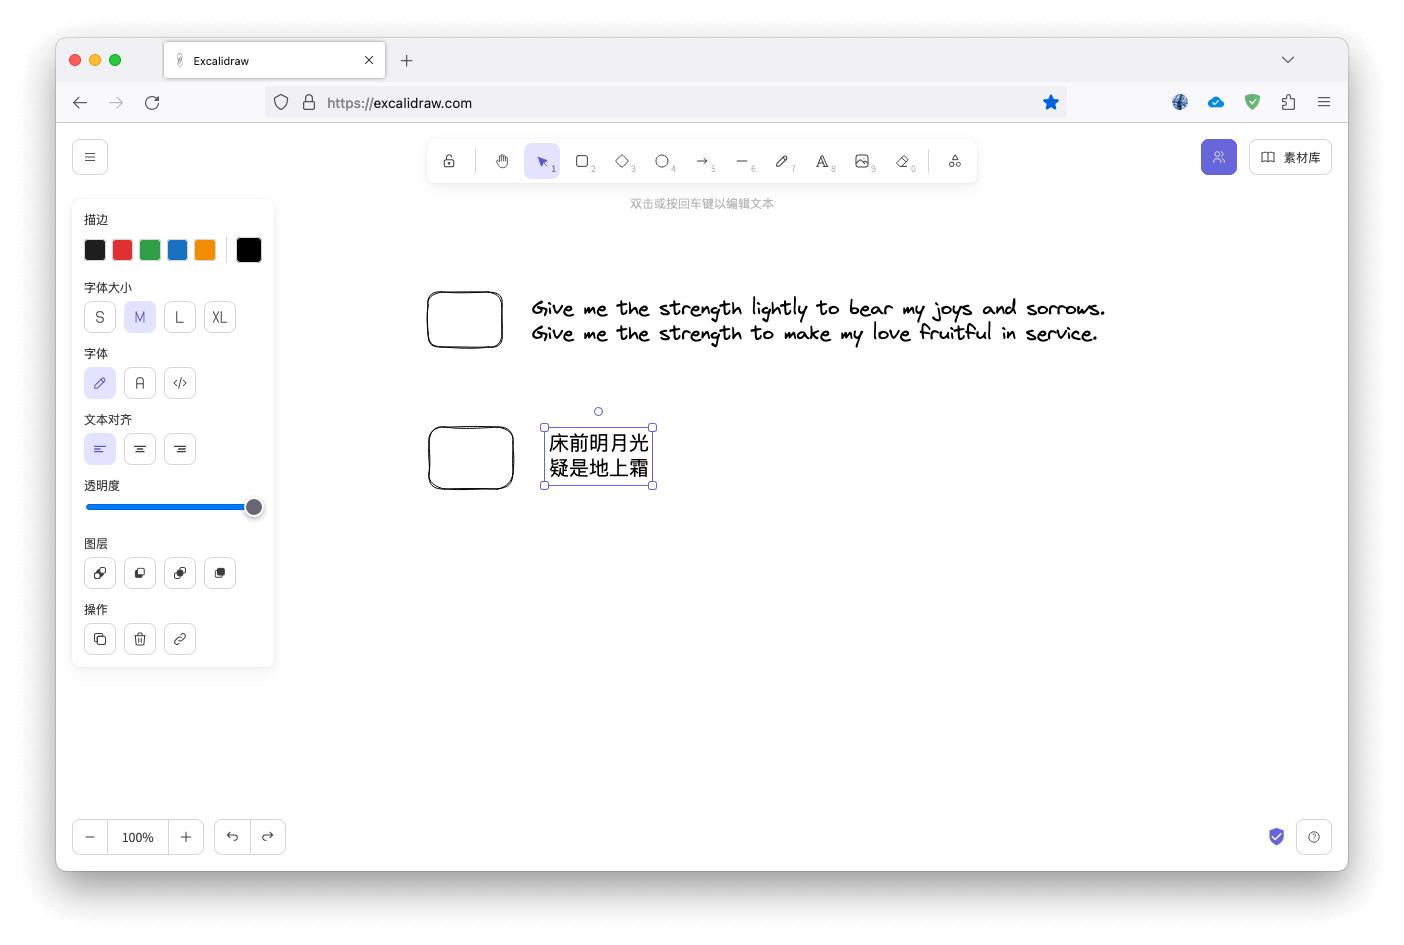 Excalidraw
https://excalidraw.com
1
2
3
4
5
6
7
8
9
0
素材库
双击或按回车键以编辑文本
描边
字体大小
S M L XL
字体
A </>
文本对齐
透明度
图层
操作
Give me the strength lightly to bear my joys and sorrows.
Give me the strength to make my love fruitful in service.
床前明月光
疑是地上霜
100%